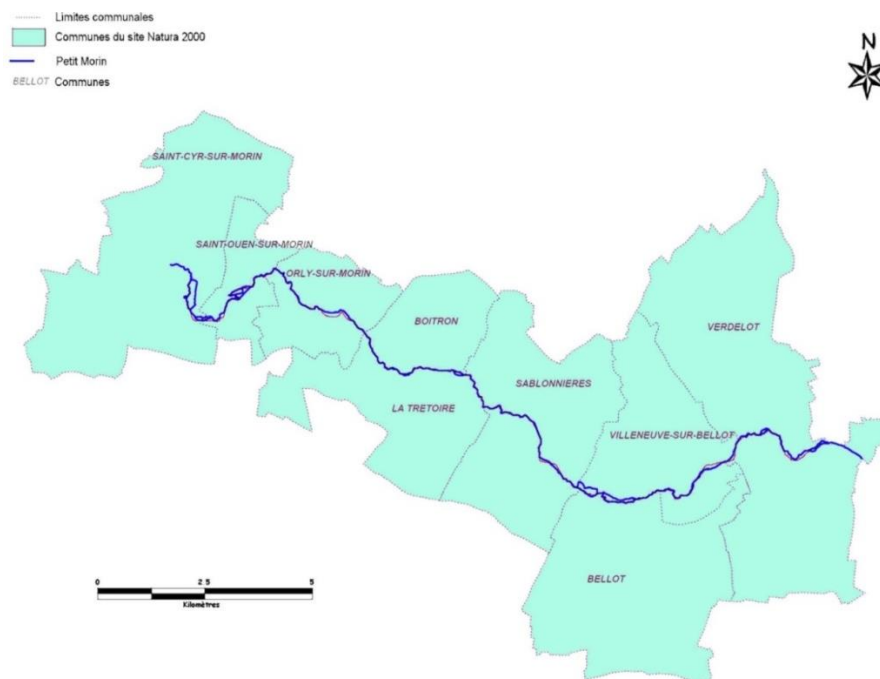 Limites communales
Communes du site Natura 2000
Petit Morin
BELLOT Communes
N
SAINT-CYR-SUR-MORIN
SAINT-OUEN-SUR-MORIN
ORLY-SUR-MORIN
BOITRON
VERDELOT
SABLONNIERES
LA TRETOIRE
VILLENEUVE-SUR-BELLOT
BELLOT
0 2 5 5
Kilomètres